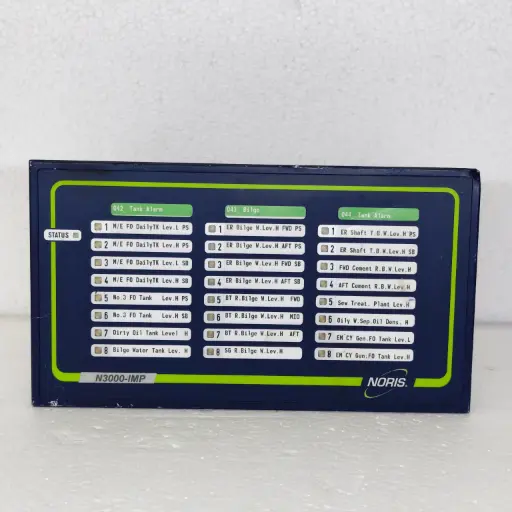 042 Tank Alarm
1 M/E FO DailyTK Lev.L PS
2 M/E FO DailyTK Lev.H PS
3 M/E FO DailyTK Lev.L SB
4 M/E FO DailyTK Lev.H SB
5 No.3 FO Tank Lev.H PS
6 No.3 FO Tank Lev.H SB
7 Dirty Oil Tank Level H
8 Bilge Water Tank Lev. H
STATUS
043 Bilge
1 ER Bilge W.Lev.H FWD PS
2 ER Bilge W.Lev.H AFT PS
3 ER Bilge W.Lev.H FWD SB
4 ER Bilge W.Lev.H AFT SB
5 BT R.Bilge W.Lev.H FWD
6 BT R.Bilge W.Lev.H MID
7 BT R.Bilge W.Lev.H AFT
8 SG R.Bilge W.Lev.H
Tank Alarm
1 ER Shaft T.B.W.Lev.H PS
2 ER Shaft T.B.W.Lev.H SB
3 FWD Cement R.B.W.Lev.H
4 AFT Cement R.B.W.Lev.H
5 Sew Treat. Plant Lev.H
6 Oily W.Sep.Oil Dens. H
7 EM CY Gen.FO Tank Lev.L
8 EM CY Gen.FO Tank Lev.H
N3000-IMP
NORIS